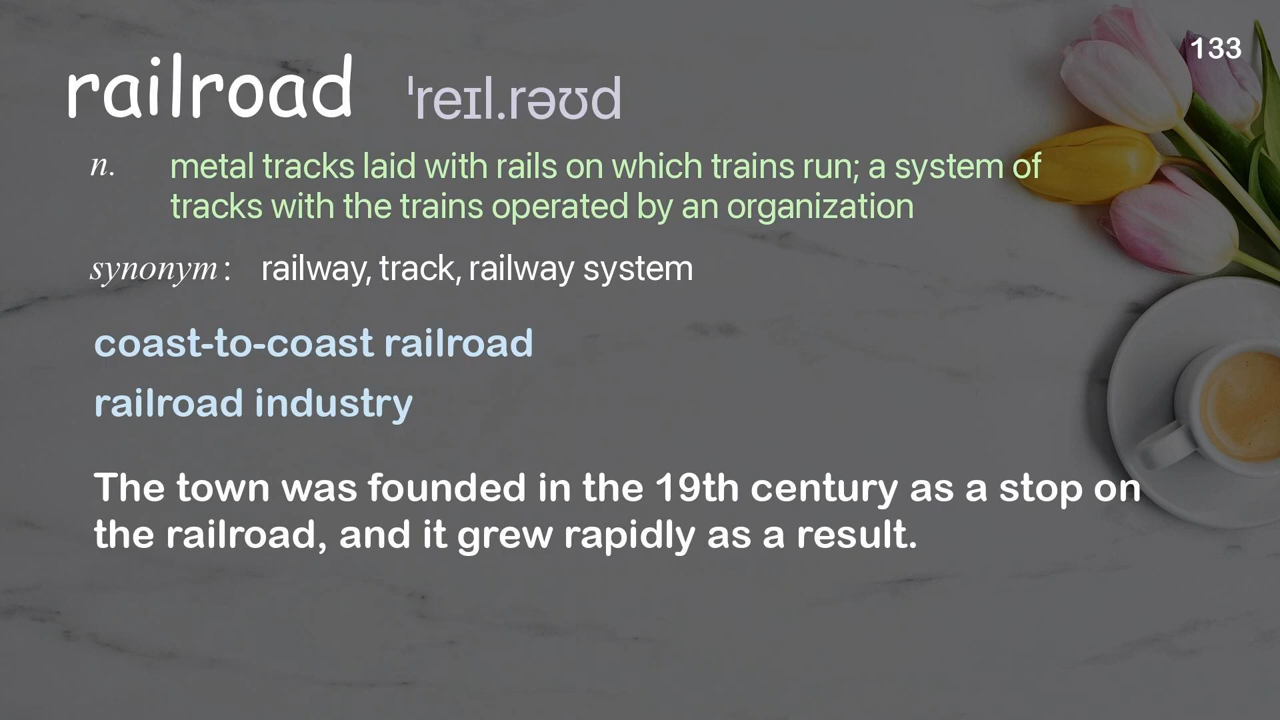 133
railroad ˈreɪl.rəʊd
n. metal tracks laid with rails on which trains run; a system of
tracks with the trains operated by an organization
synonym: railway, track, railway system
coast-to-coast railroad
railroad industry
The town was founded in the 19th century as a stop on
the railroad, and it grew rapidly as a result.